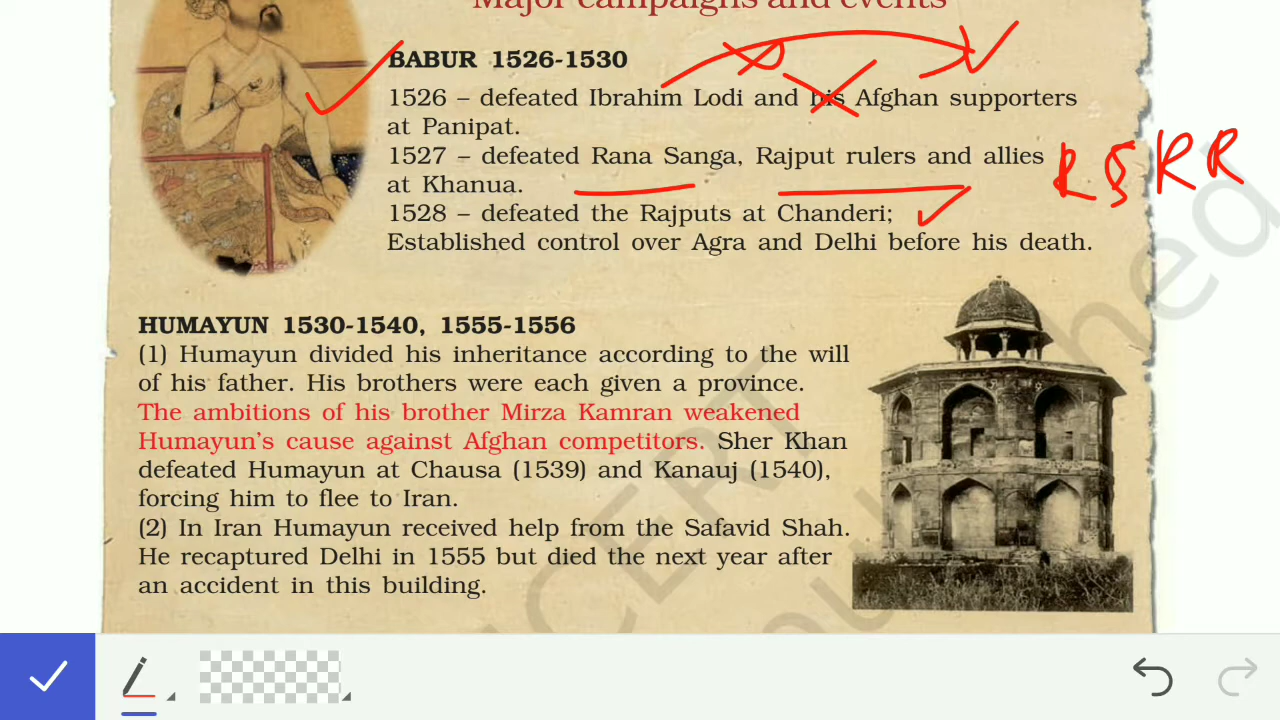 Major campaigns and events
BABUR 1526-1530
1526 – defeated Ibrahim Lodi and his Afghan supporters
at Panipat.
1527 – defeated Rana Sanga, Rajput rulers and allies
at Khanua.
RS RR
1528 – defeated the Rajputs at Chanderi;
Established control over Agra and Delhi before his death.
HUMAYUN 1530-1540, 1555-1556
(1) Humayun divided his inheritance according to the will
of his father. His brothers were each given a province.
The ambitions of his brother Mirza Kamran weakened
Humayun's cause against Afghan competitors. Sher Khan
defeated Humayun at Chausa (1539) and Kanauj (1540),
forcing him to flee to Iran.
(2) In Iran Humayun received help from the Safavid Shah.
He recaptured Delhi in 1555 but died the next year after
an accident in this building.